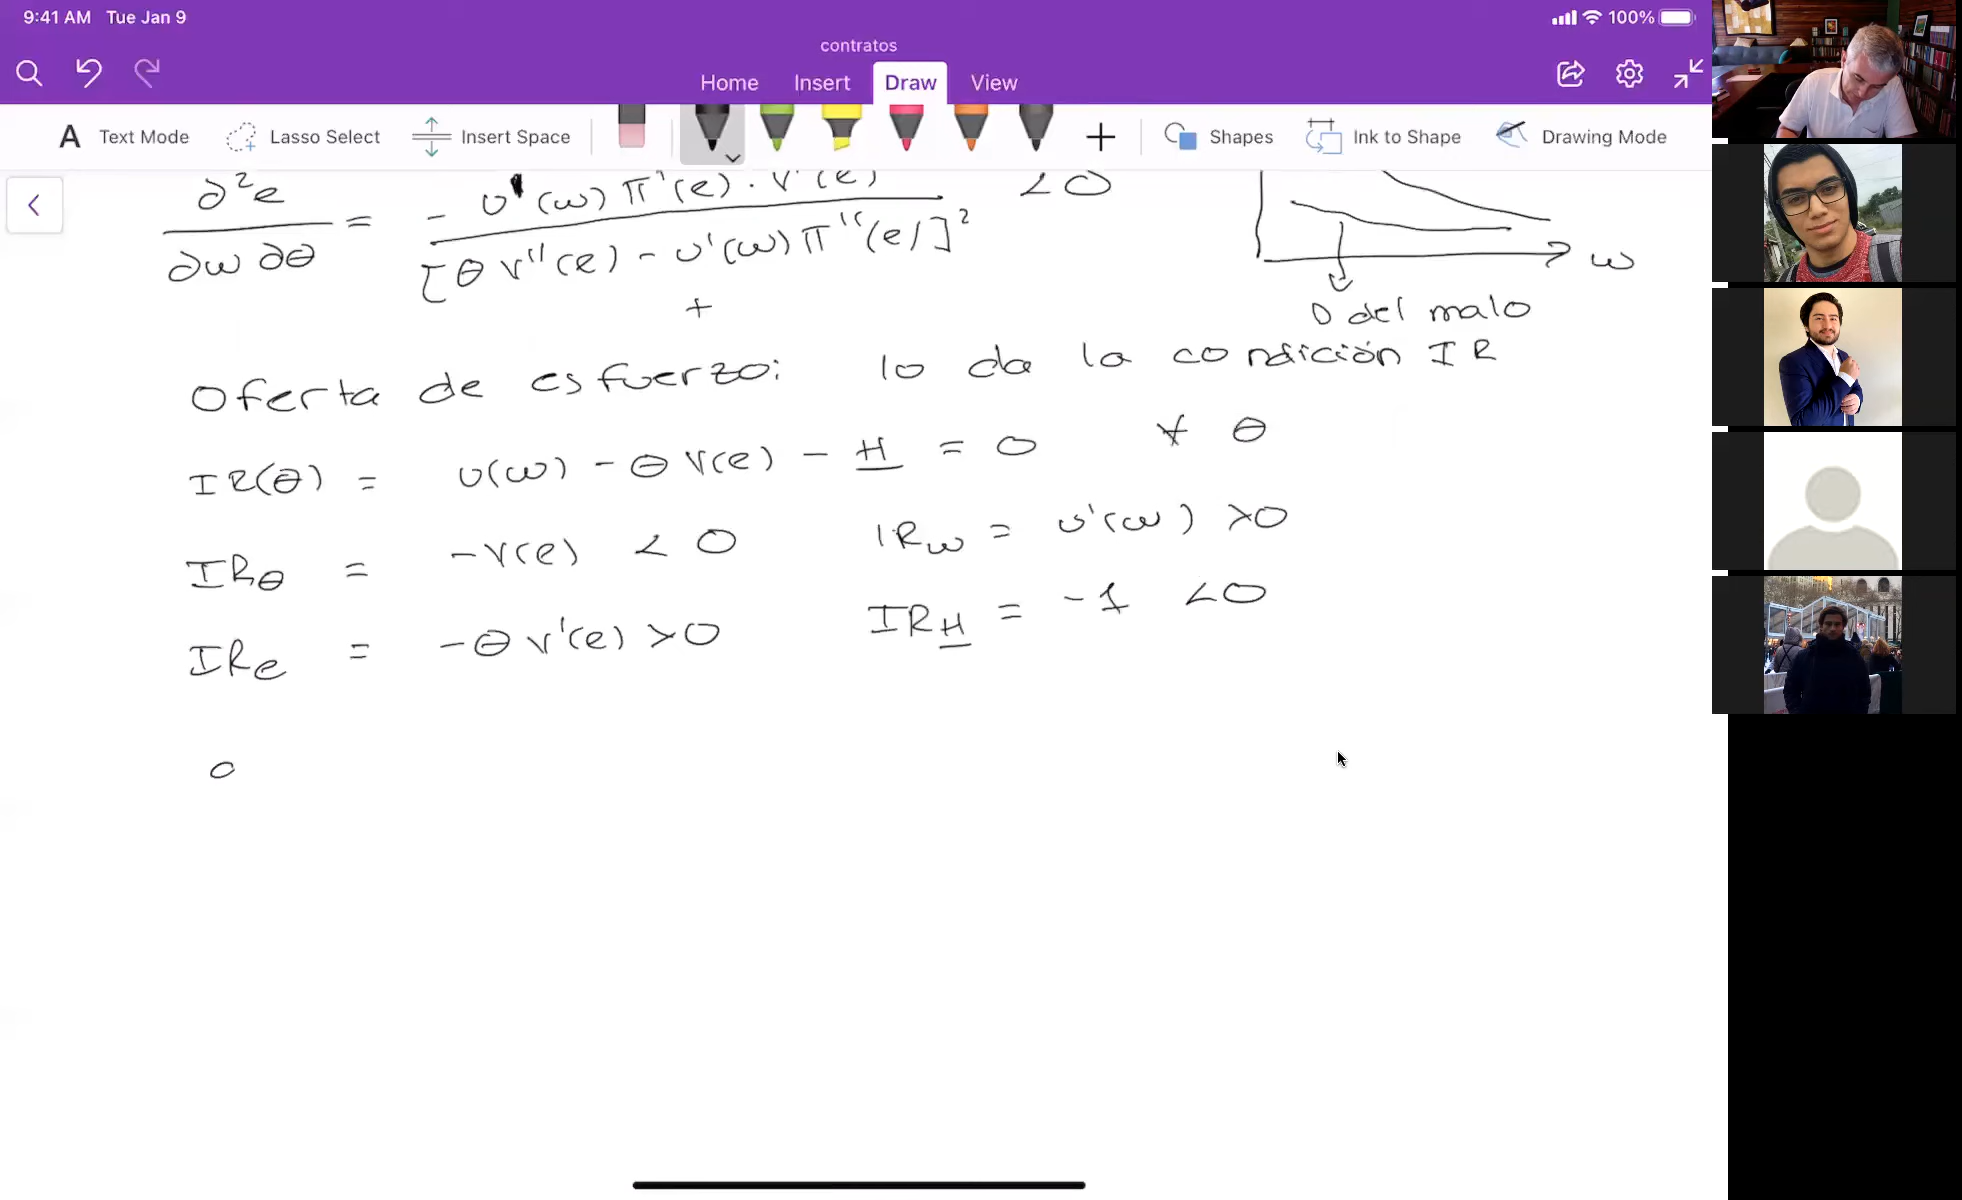 9:41 AM Tue Jan 9
100%
contratos
Home Insert Draw View
A Text Mode Lasso Select Insert Space Shapes Ink to Shape Drawing Mode
∂²e / ∂w ∂θ = - u'(w) π'(e) · v'(e) / [θ v''(e) - u'(w) π''(e)]² < 0
+
w
D del malo
Oferta de esfuerzo: lo da la condición IR
IR(θ) = u(w) - θ v(e) - H = 0 ∀ θ
IRθ = -v(e) < 0 IRw = u'(w) > 0
IRe = -θ v'(e) > 0 IRH = -1 < 0